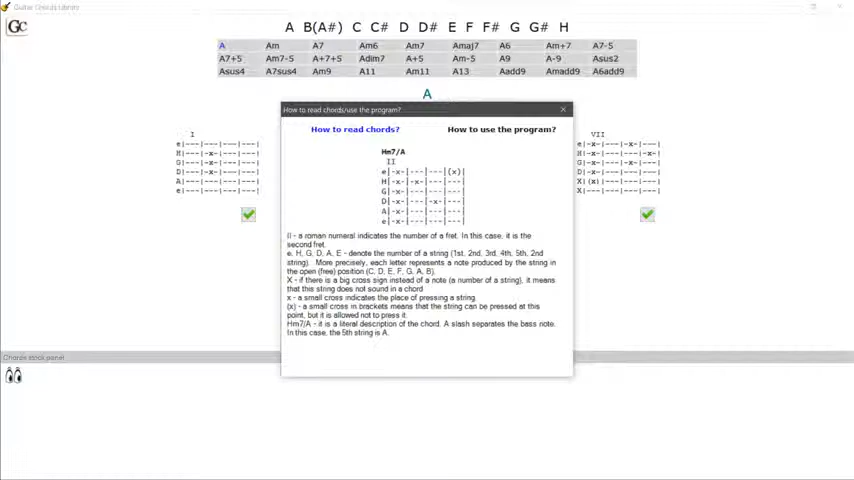 Guitar Chords Library
GC
A B(A#) C C# D D# E F F# G G# H
A Am A7 Am6 Am7 Amaj7 A6 Am+7 A7-5
A7+5 Am7-5 A+7+5 Adim7 A+5 Am-5 A9 A-9 Asus2
Asus4 A7sus4 Am9 A11 Am11 A13 Aadd9 Amadd9 A6add9
A
How to read chords/use the program?
How to read chords? How to use the program?
I
e|---|---|---|---|
H|---|-x-|---|---|
G|---|-x-|---|---|
D|---|-x-|---|---|
A|---|---|---|---|
e|---|---|---|---|
Hm7/A
II
e|-x-|---|---|(x)|
H|-x-|-x-|---|---|
G|-x-|---|---|---|
D|-x-|---|-x-|---|
A|-x-|---|---|---|
e|-x-|---|---|---|
VII
e|-x-|---|-x-|---|
H|-x-|---|---|-x-|
G|-x-|---|-x-|---|
D|-x-|---|---|---|
X|(x)|---|---|---|
X|---|---|---|---|
II - a roman numeral indicates the number of a fret. In this case, it is the
second fret.
e, H, G, D, A, E - denote the number of a string (1st, 2nd, 3rd, 4th, 5th, 2nd
string). More precisely, each letter represents a note produced by the string in
the open (free) position (C, D, E, F, G, A, B).
X - if there is a big cross sign instead of a note (a number of a string), it means
that this string does not sound in a chord
x - a small cross indicates the place of pressing a string.
(x) - a small cross in brackets means that the string can be pressed at this
point, but it is allowed not to press it.
Hm7/A - it is a literal description of the chord. A slash separates the bass note.
In this case, the 5th string is A.
Chords stock panel